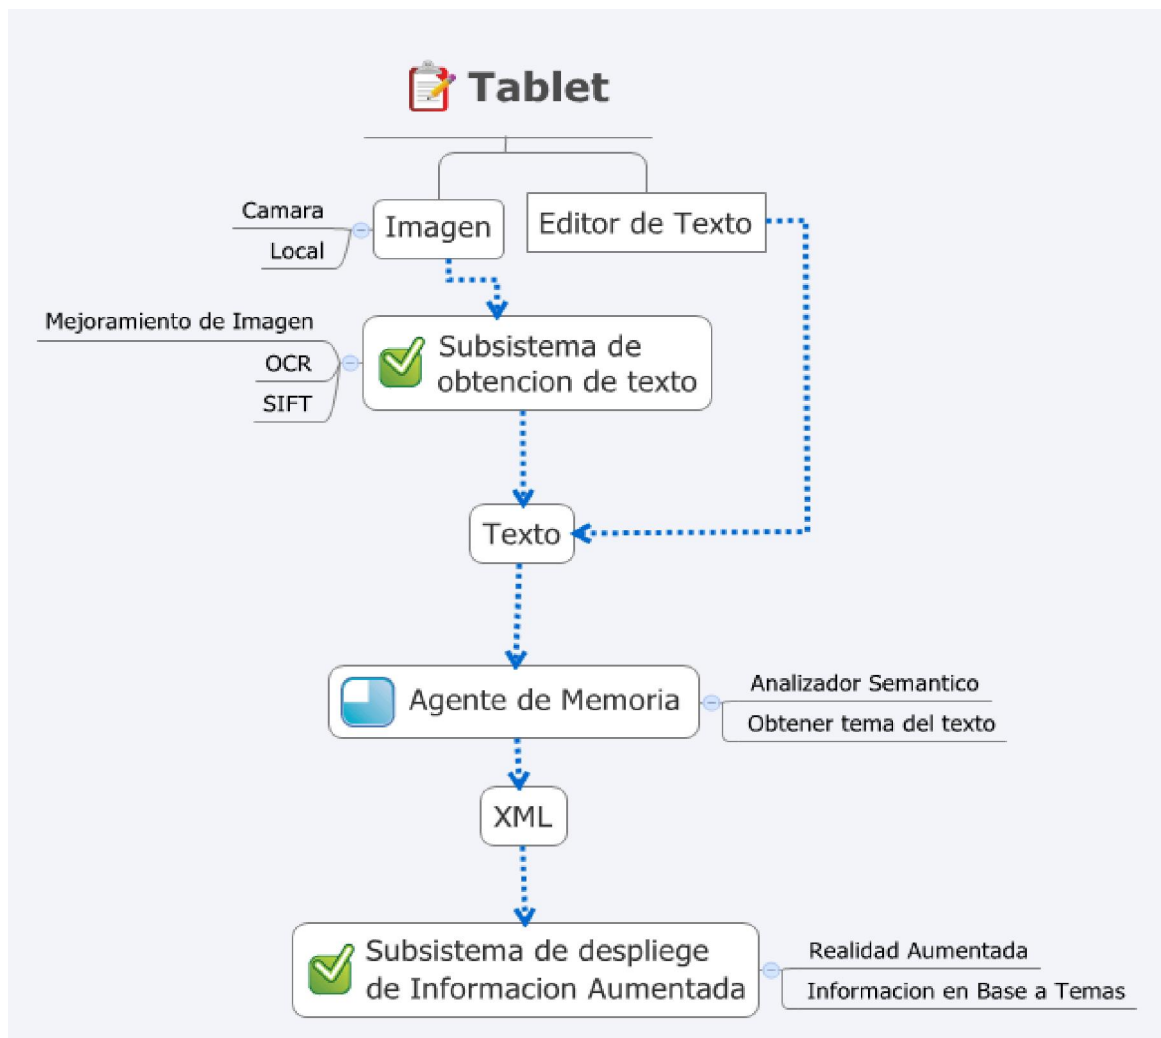 Tablet
Camara
Local
Imagen
Editor de Texto
Mejoramiento de Imagen
OCR
SIFT
Subsistema de
obtencion de texto
Texto
Agente de Memoria
Analizador Semantico
Obtener tema del texto
XML
Subsistema de despliege
de Informacion Aumentada
Realidad Aumentada
Informacion en Base a Temas